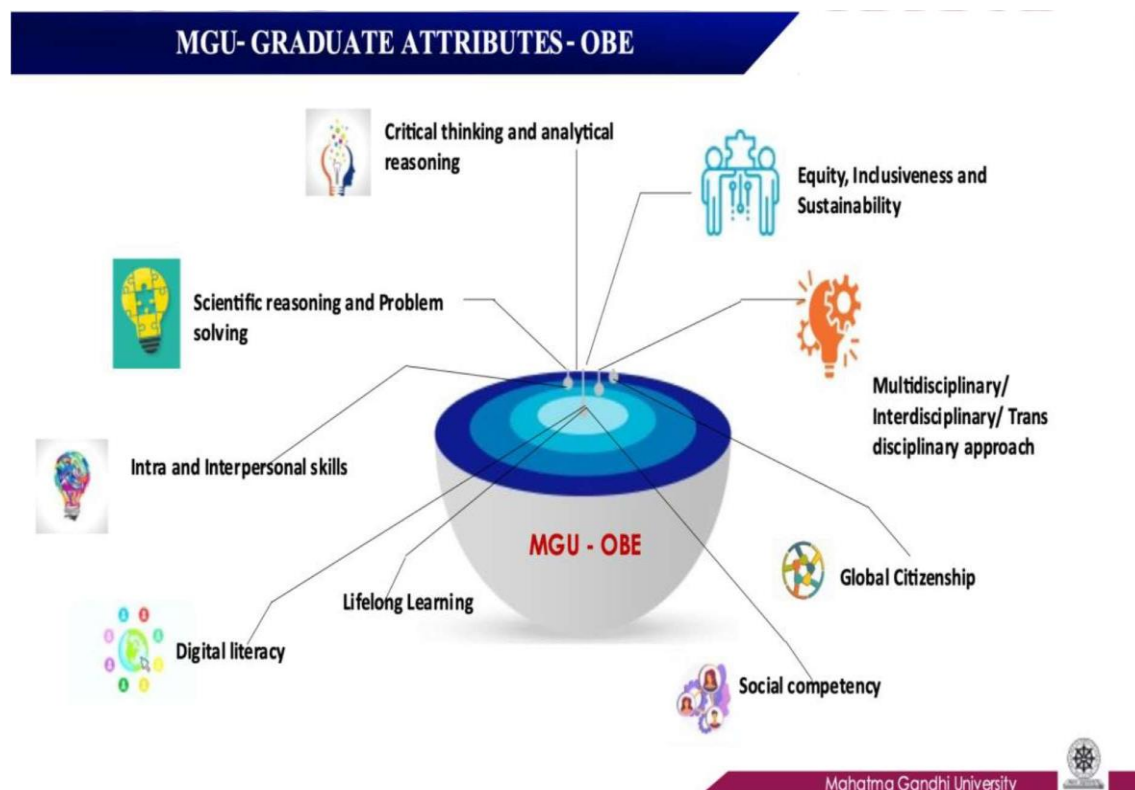 MGU- GRADUATE ATTRIBUTES - OBE
Critical thinking and analytical
reasoning
Equity, Inclusiveness and
Sustainability
Scientific reasoning and Problem
solving
Multidisciplinary/
Interdisciplinary/ Trans
disciplinary approach
Intra and Interpersonal skills
MGU - OBE
Global Citizenship
Lifelong Learning
Digital literacy
Social competency
Mahatma Gandhi University